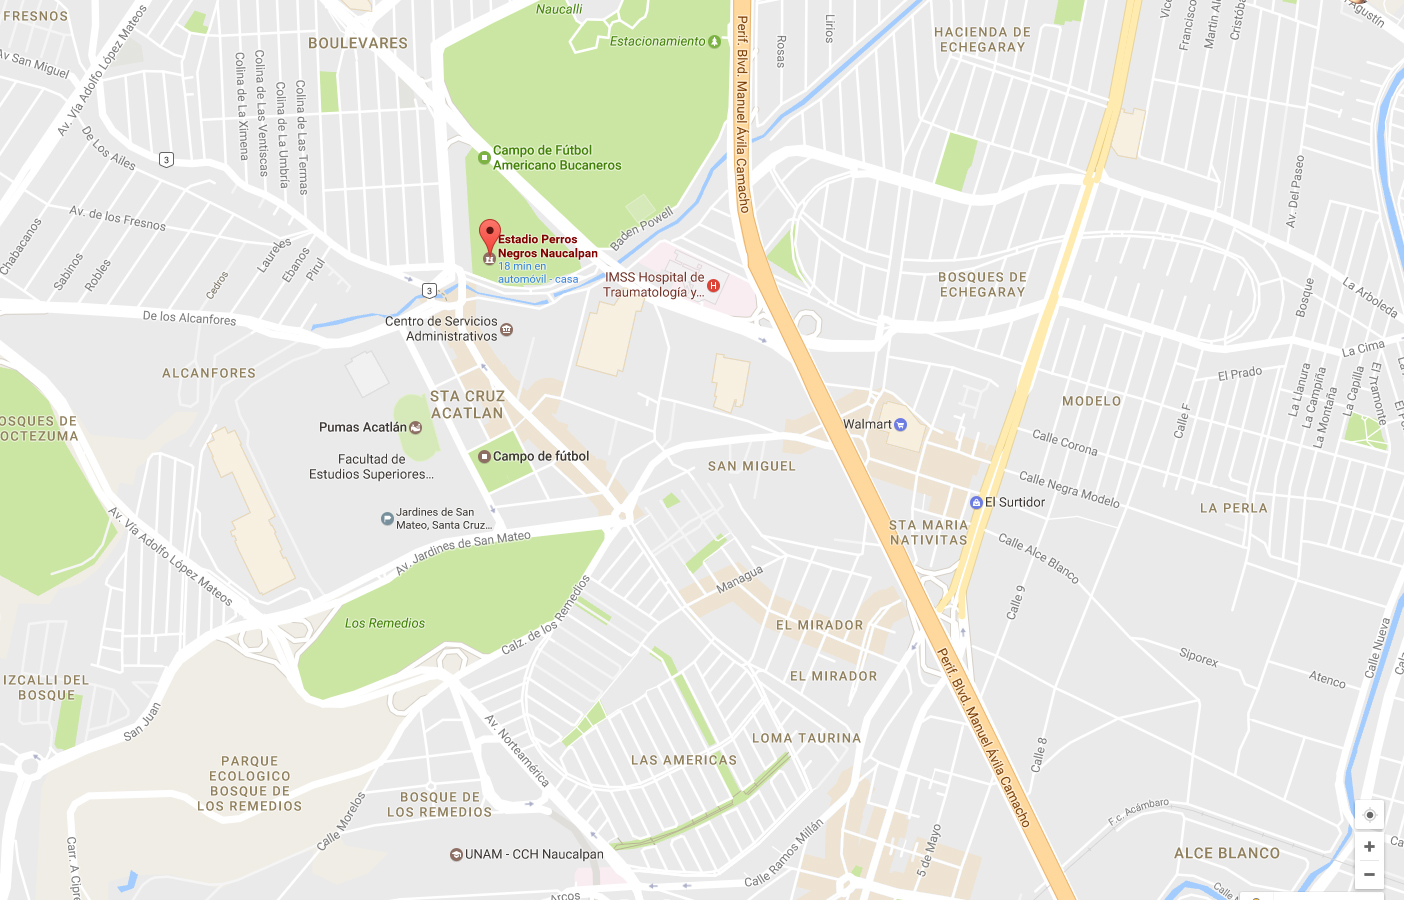 FRESNOS
Naucalli
Vice
Francisco
Martin Al
Cristóba
Agustín
BOULEVARES
Estacionamiento
Perif. Blvd. Manuel Ávila Camacho
Rosas
Lirios
HACIENDA DE
ECHEGARAY
Av San Miguel
Av. Vía Adolfo López Mateos
Colina de La Ximena
Colina de Las Ventiscas
Colina de La Umbría
Colina de Las Termas
De Los Ailes
3
Campo de Fútbol
Americano Bucaneros
Av. Del Paseo
Av. de los Fresnos
Baden Powell
Chabacanos
Sabinos
Robles
Cedros
Laureles
Ebanos
Pirul
Estadio Perros
Negros Naucalpan
18 min en
automóvil - casa
IMSS Hospital de
Traumatología y...
H
BOSQUES DE
ECHEGARAY
Bosque
La Arboleda
3
De los Alcanfores
Centro de Servicios
Administrativos
La Cima
ALCANFORES
El Prado
La Llanura
La Campiña
La Montaña
La Capilla
El Tramonte
STA CRUZ
ACATLAN
MODELO
Calle F
OSQUES DE
OCTEZUMA
Pumas Acatlán
Walmart
Calle Corona
Facultad de
Estudios Superiores...
Campo de fútbol
SAN MIGUEL
Calle Negra Modelo
El Surtidor
LA PERLA
Jardines de San
Mateo, Santa Cruz...
STA MARIA
NATIVITAS
Av. Vía Adolfo López Mateos
Av. Jardines de San Mateo
Calle Alce Blanco
Managua
Calle 9
Los Remedios
Calz. de los Remedios
EL MIRADOR
Calle Nueva
Siporex
Atenco
IZCALLI DEL
BOSQUE
EL MIRADOR
Perif. Blvd. Manuel Ávila Camacho
San Juan
Av. Norteamérica
LOMA TAURINA
Calle 8
LAS AMERICAS
PARQUE
ECOLOGICO
BOSQUE DE
LOS REMEDIOS
BOSQUE DE
LOS REMEDIOS
Calle Morelos
F.c. Acámbaro
Carr. A Cipre
UNAM - CCH Naucalpan
Calle Ramos Millán
5 de Mayo
ALCE BLANCO
Arcos
Calle
+
−